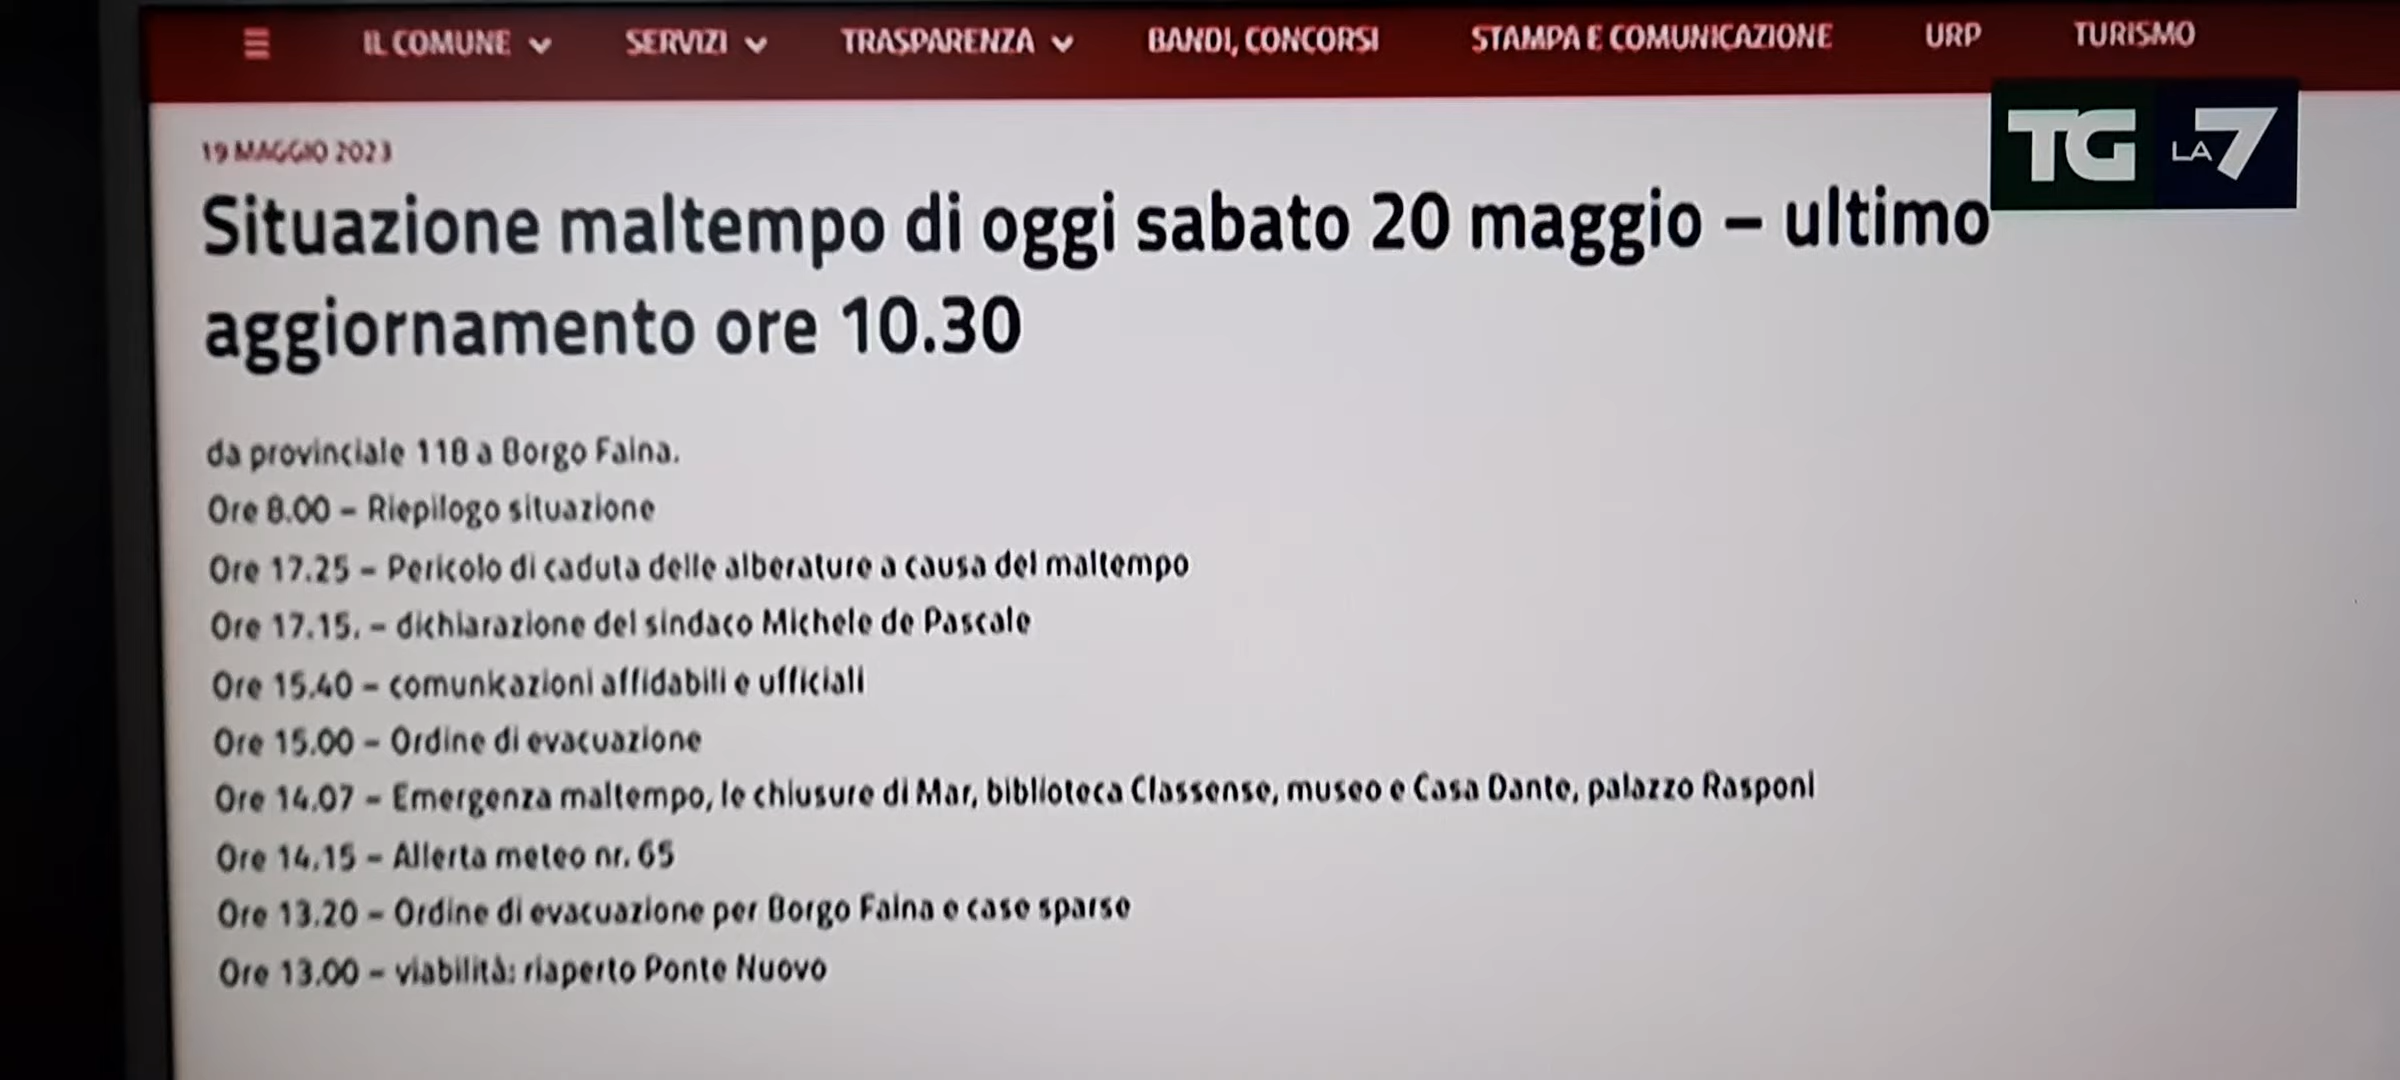 IL COMUNE SERVIZI TRASPARENZA BANDI, CONCORSI STAMPA E COMUNICAZIONE URP TURISMO
TG LA7
19 MAGGIO 2023
Situazione maltempo di oggi sabato 20 maggio – ultimo
aggiornamento ore 10.30
da provinciale 118 a Borgo Faina.
Ore 8.00 – Riepilogo situazione
Ore 17.25 – Pericolo di caduta delle alberature a causa del maltempo
Ore 17.15. – dichiarazione del sindaco Michele de Pascale
Ore 15.40 – comunicazioni affidabili e ufficiali
Ore 15.00 – Ordine di evacuazione
Ore 14.07 – Emergenza maltempo, le chiusure di Mar, biblioteca Classense, museo e Casa Dante, palazzo Rasponi
Ore 14.15 – Allerta meteo nr. 65
Ore 13.20 – Ordine di evacuazione per Borgo Faina e case sparse
Ore 13.00 – viabilità: riaperto Ponte Nuovo